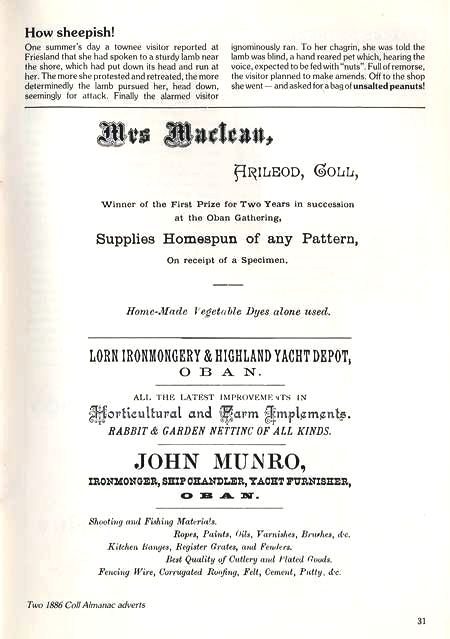 How sheepish!
One summer's day a townee visitor reported at
Friesland that she had spoken to a sturdy lamb near
the shore, which had put down its head and run at
her. The more she protested and retreated, the more
determinedly the lamb pursued her, head down,
seemingly for attack. Finally the alarmed visitor
ignominously ran. To her chagrin, she was told the
lamb was blind, a hand reared pet which, hearing the
voice, expected to be fed with "nuts". Full of remorse,
the visitor planned to make amends. Off to the shop
she went — and asked for a bag of unsalted peanuts!
Mrs Maclean,
ARILEOD, COLL,
Winner of the First Prize for Two Years in succession
at the Oban Gathering,
Supplies Homespun of any Pattern,
On receipt of a Specimen.
Home-Made Vegetable Dyes alone used.
LORN IRONMONGERY & HIGHLAND YACHT DEPOT,
OBAN.
ALL THE LATEST IMPROVEMENTS IN
Horticultural and Farm Implements.
RABBIT & GARDEN NETTING OF ALL KINDS.
JOHN MUNRO,
IRONMONGER, SHIP CHANDLER, YACHT FURNISHER,
OBAN.
Shooting and Fishing Materials.
Ropes, Paints, Oils, Varnishes, Brushes, &c.
Kitchen Ranges, Register Grates, and Fenders.
Best Quality of Cutlery and Plated Goods.
Fencing Wire, Corrugated Roofing, Felt, Cement, Putty, &c.
Two 1886 Coll Almanac adverts
31